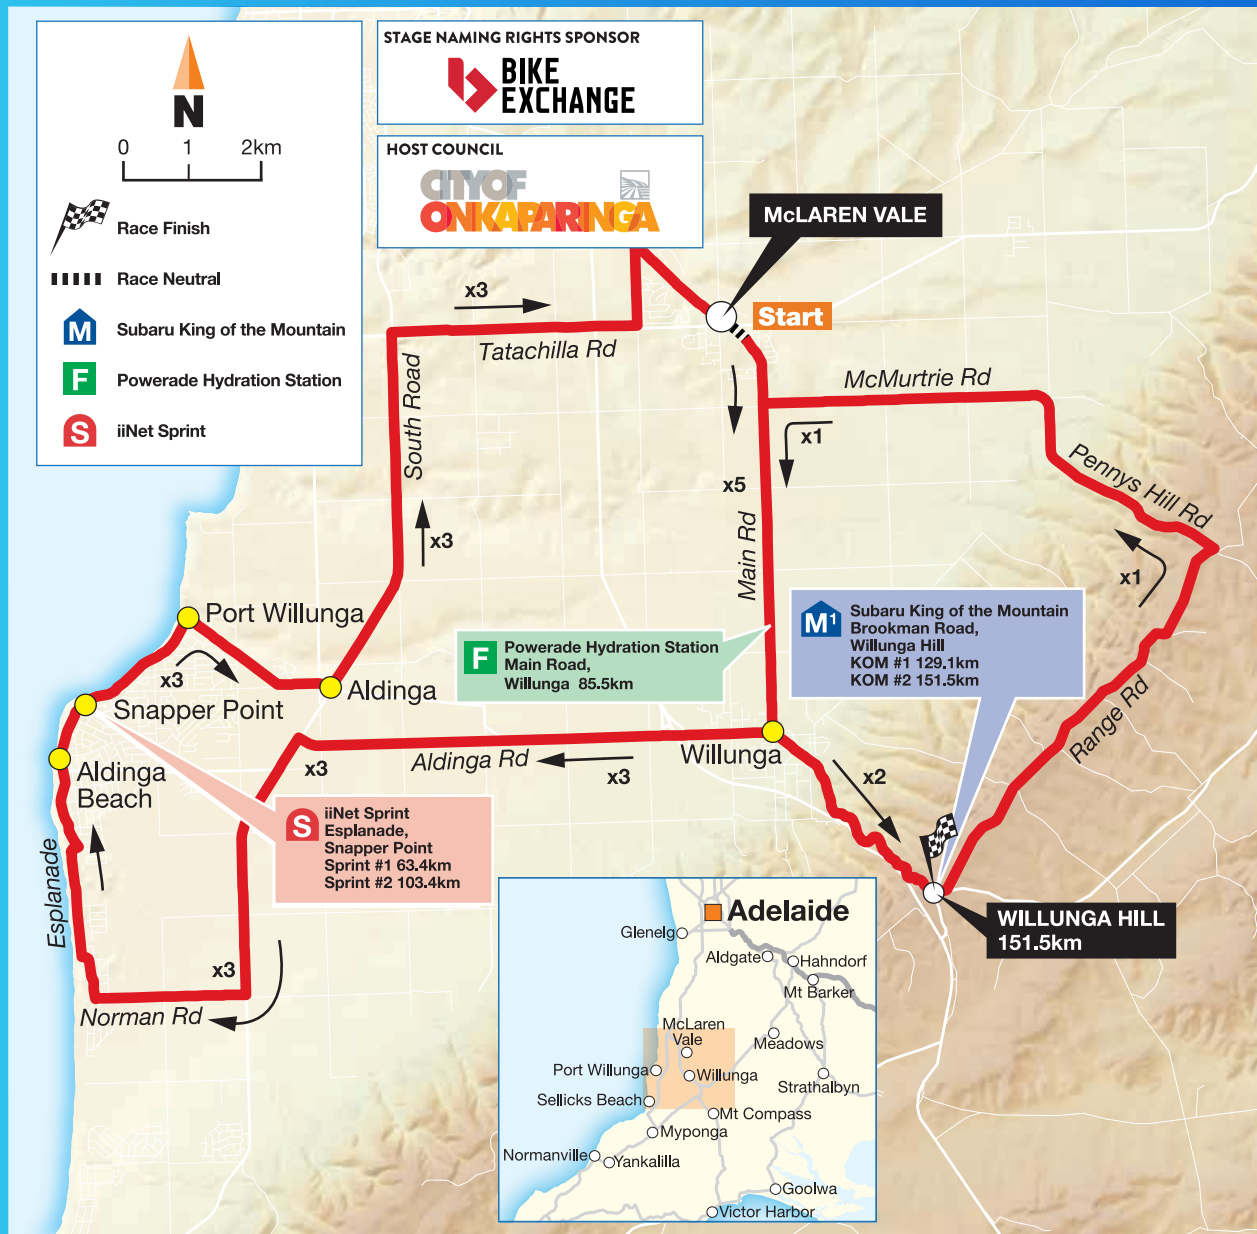 N
0 1 2km
Race Finish
Race Neutral
M Subaru King of the Mountain
F Powerade Hydration Station
S iiNet Sprint
STAGE NAMING RIGHTS SPONSOR
BIKE
EXCHANGE
HOST COUNCIL
CITY OF
ONKAPARINGA
McLAREN VALE
Start
x3
Tatachilla Rd
South Road
x3
McMurtrie Rd
x1
x5
Main Rd
Pennys Hill Rd
x1
Range Rd
Port Willunga
x3
Snapper Point
Aldinga
Aldinga
Beach
F Powerade Hydration Station
Main Road,
Willunga 85.5km
M1 Subaru King of the Mountain
Brookman Road,
Willunga Hill
KOM #1 129.1km
KOM #2 151.5km
Willunga
Aldinga Rd
x3
x3
x2
S iiNet Sprint
Esplanade,
Snapper Point
Sprint #1 63.4km
Sprint #2 103.4km
Esplanade
x3
Norman Rd
WILLUNGA HILL
151.5km
Adelaide
Glenelg
Aldgate
Hahndorf
Mt Barker
McLaren
Vale
Meadows
Port Willunga
Willunga
Strathalbyn
Sellicks Beach
Mt Compass
Myponga
Normanville
Yankalilla
Goolwa
Victor Harbor